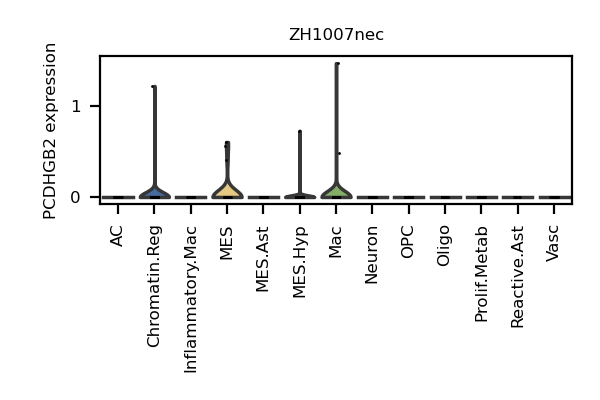 ZH1007nec
PCDHGB2 expression
1
0
AC
Chromatin.Reg
Inflammatory.Mac
MES
MES.Ast
MES.Hyp
Mac
Neuron
OPC
Oligo
Prolif.Metab
Reactive.Ast
Vasc